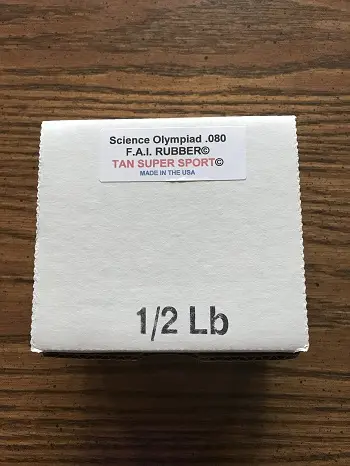 Science Olympiad .080
F.A.I. RUBBER©
TAN SUPER SPORT©
MADE IN THE USA
1/2 Lb